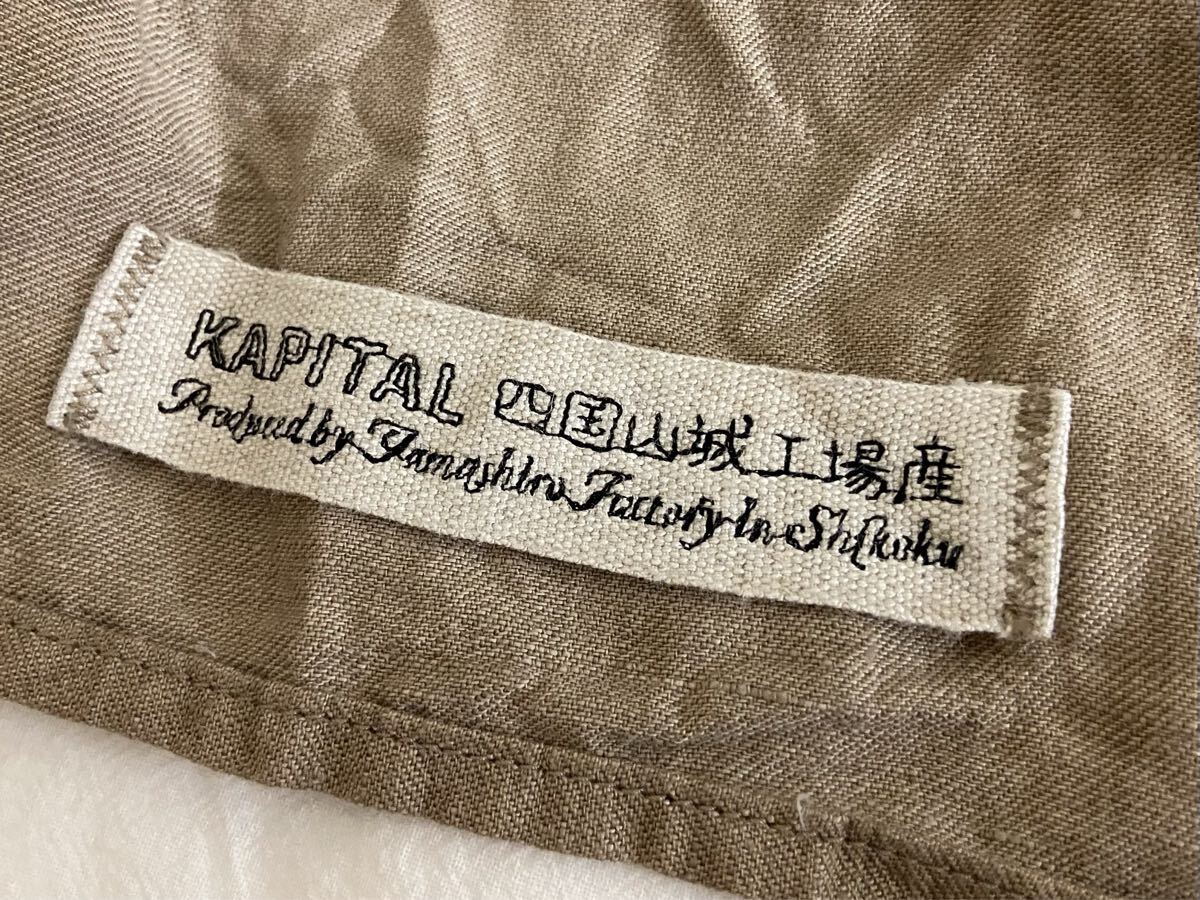 KAPITAL 四国山城工場産
Produced by Yamashiro Factory In Shikoku